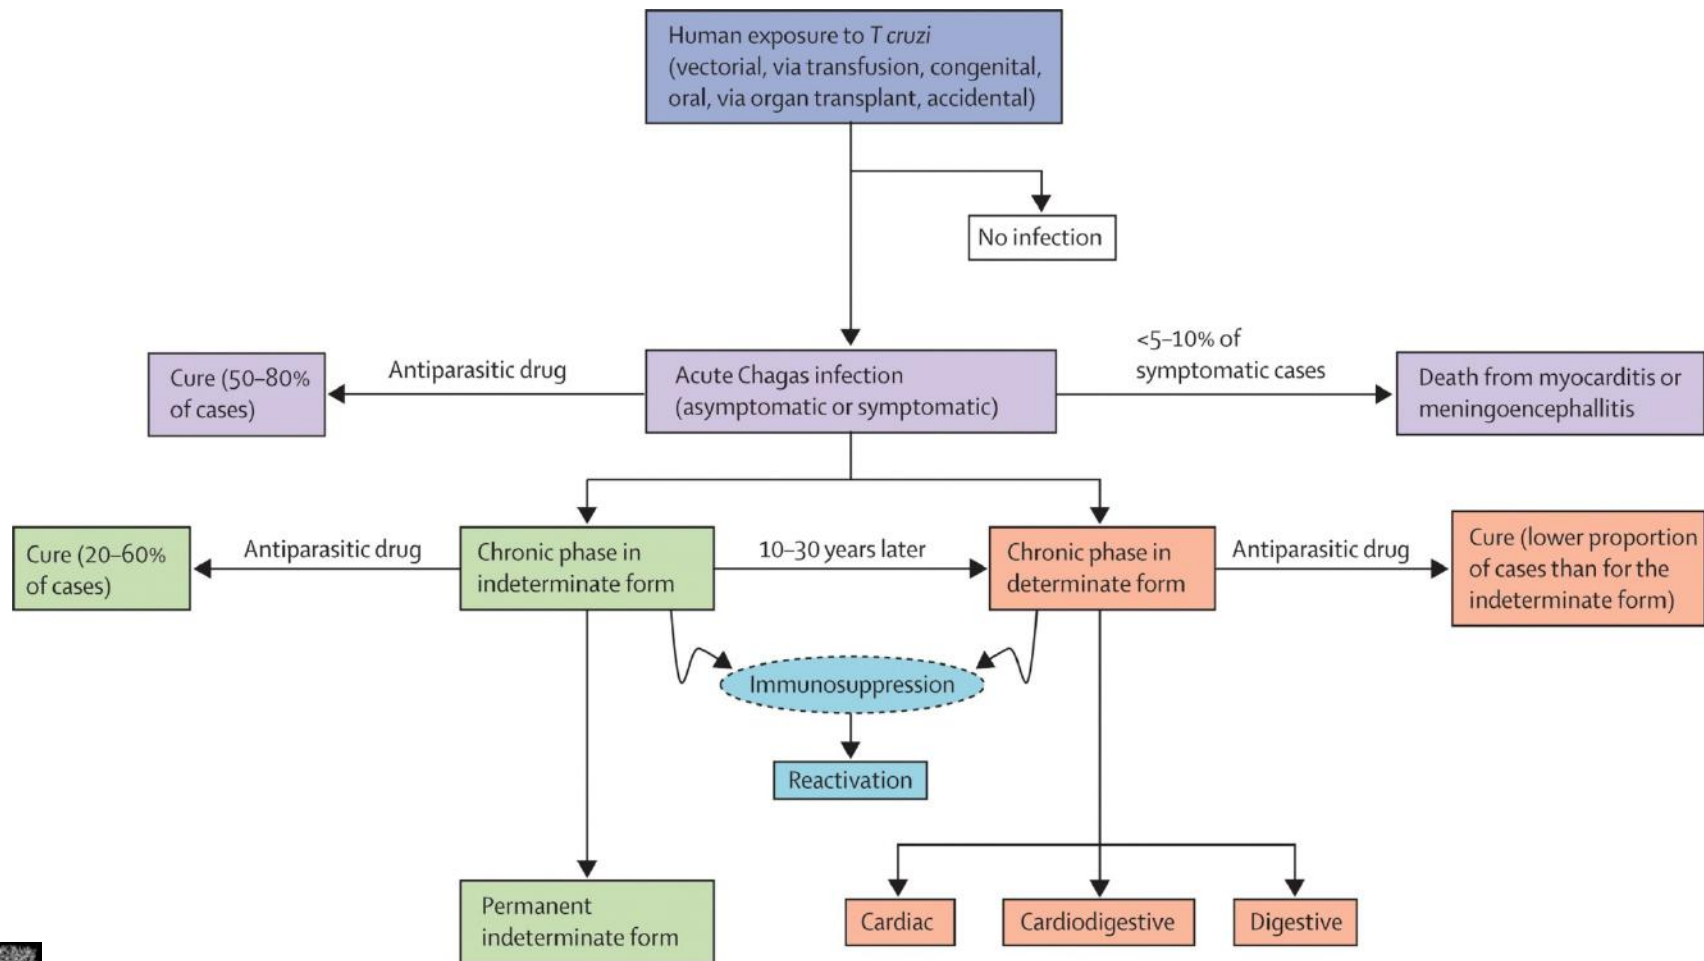 Human exposure to T cruzi
(vectorial, via transfusion, congenital,
oral, via organ transplant, accidental)
No infection
Cure (50–80%
of cases)
Antiparasitic drug
Acute Chagas infection
(asymptomatic or symptomatic)
<5–10% of
symptomatic cases
Death from myocarditis or
meningoencephallitis
Cure (20–60%
of cases)
Antiparasitic drug
Chronic phase in
indeterminate form
10–30 years later
Chronic phase in
determinate form
Antiparasitic drug
Cure (lower proportion
of cases than for the
indeterminate form)
Immunosuppression
Reactivation
Permanent
indeterminate form
Cardiac
Cardiodigestive
Digestive